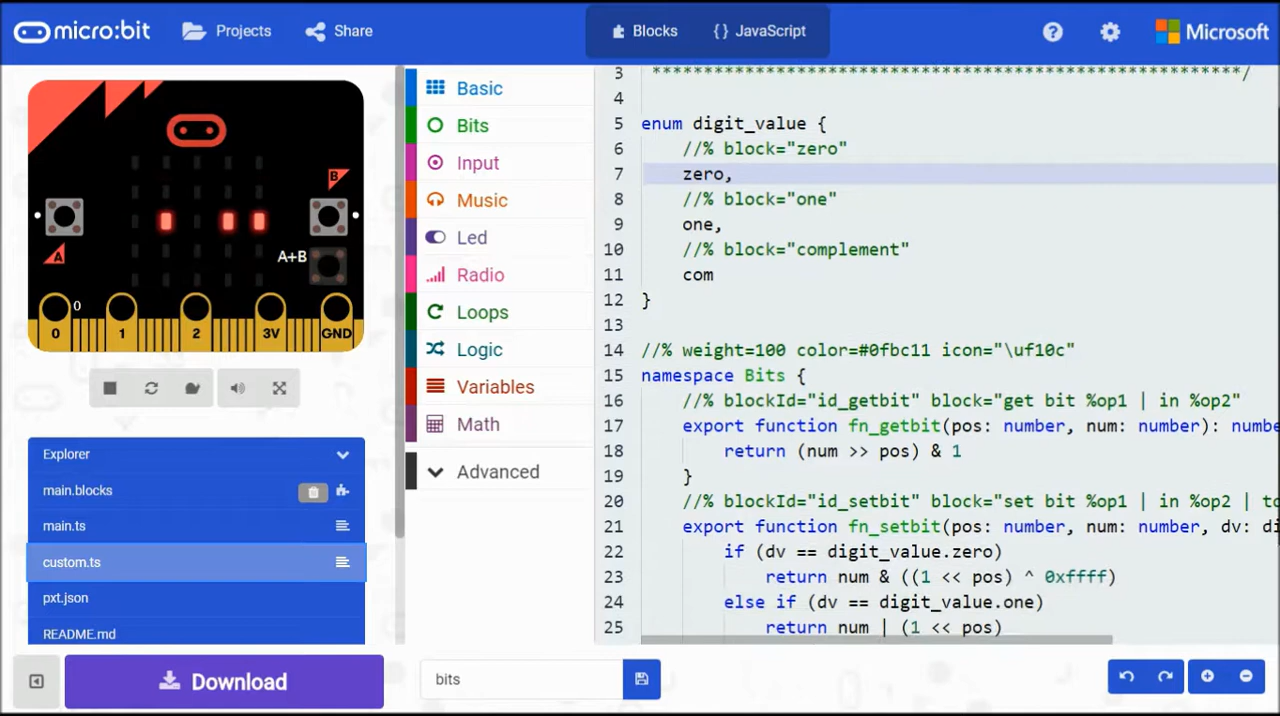 micro:bit
Projects
Share
Blocks
{} JavaScript
?
Microsoft
B
A
A+B
0
0 1 2 3V GND
Explorer
main.blocks
main.ts
custom.ts
pxt.json
README.md
Download
Basic
Bits
Input
Music
Led
Radio
Loops
Logic
Variables
Math
Advanced
bits
3 ***********************************************************/
4
5 enum digit_value {
6 //% block="zero"
7 zero,
8 //% block="one"
9 one,
10 //% block="complement"
11 com
12 }
13
14 //% weight=100 color=#0fbc11 icon="\uf10c"
15 namespace Bits {
16 //% blockId="id_getbit" block="get bit %op1 | in %op2"
17 export function fn_getbit(pos: number, num: number): numbe
18 return (num >> pos) & 1
19 }
20 //% blockId="id_setbit" block="set bit %op1 | in %op2 | to
21 export function fn_setbit(pos: number, num: number, dv: di
22 if (dv == digit_value.zero)
23 return num & ((1 << pos) ^ 0xffff)
24 else if (dv == digit_value.one)
25 return num | (1 << pos)